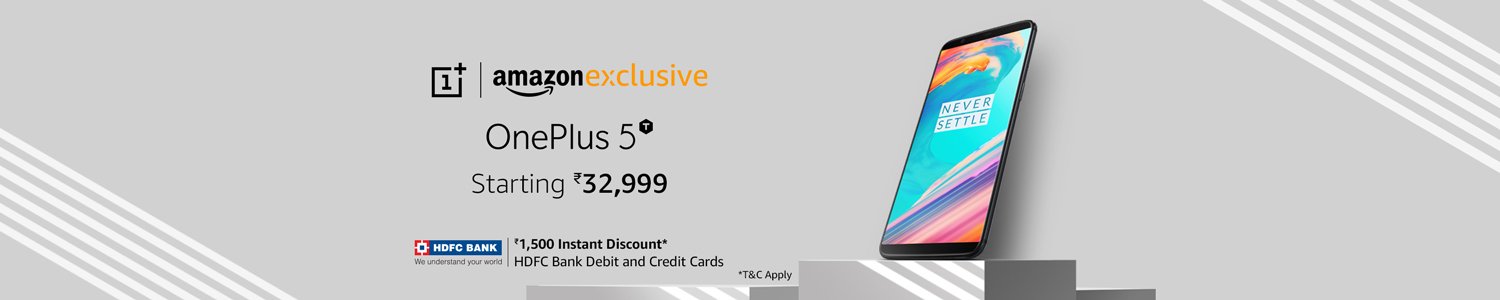 1+ | amazonexclusive
OnePlus 5T
Starting ₹32,999
HDFC BANK
We understand your world
₹1,500 Instant Discount*
HDFC Bank Debit and Credit Cards
*T&C Apply
NEVER
SETTLE